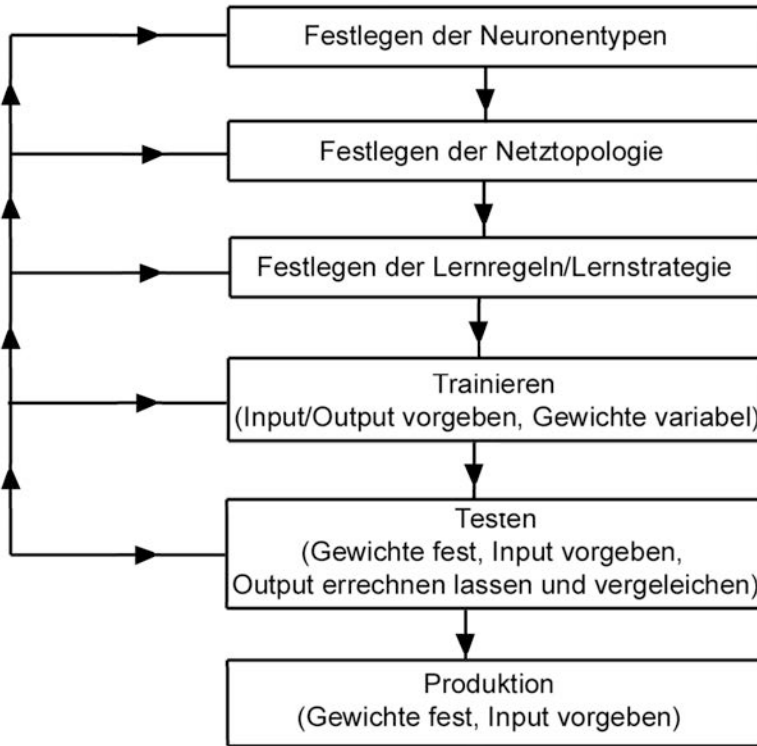 Festlegen der Neuronentypen
Festlegen der Netztopologie
Festlegen der Lernregeln/Lernstrategie
Trainieren
(Input/Output vorgeben, Gewichte variabel)
Testen
(Gewichte fest, Input vorgeben,
Output errechnen lassen und vergeleichen)
Produktion
(Gewichte fest, Input vorgeben)